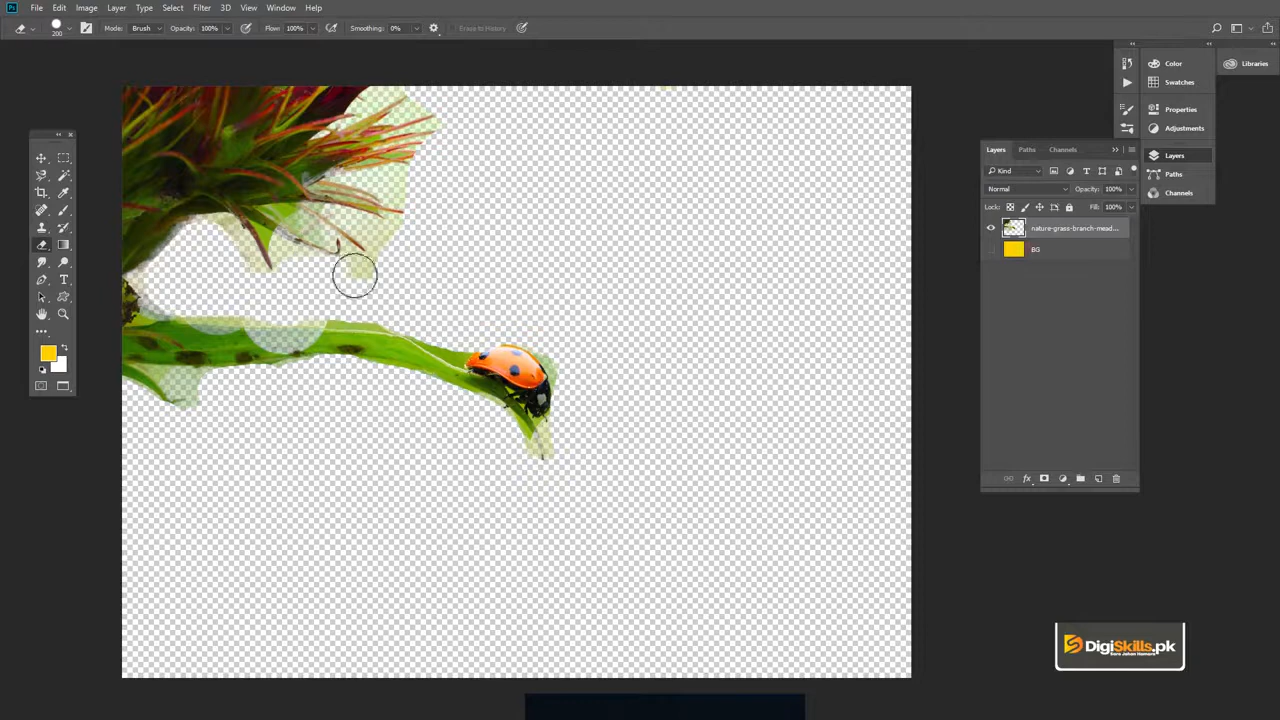 Ps File Edit Image Layer Type Select Filter 3D View Window Help
200 Mode: Brush Opacity: 100% Flow: 100% Smoothing: 0% Erase to History
Color Libraries
Swatches
Properties
Adjustments
Layers Paths Channels
Layers
Kind
Paths
Normal Opacity: 100%
Channels
Lock: Fill: 100%
nature-grass-branch-mead...
BG
DigiSkills.pk